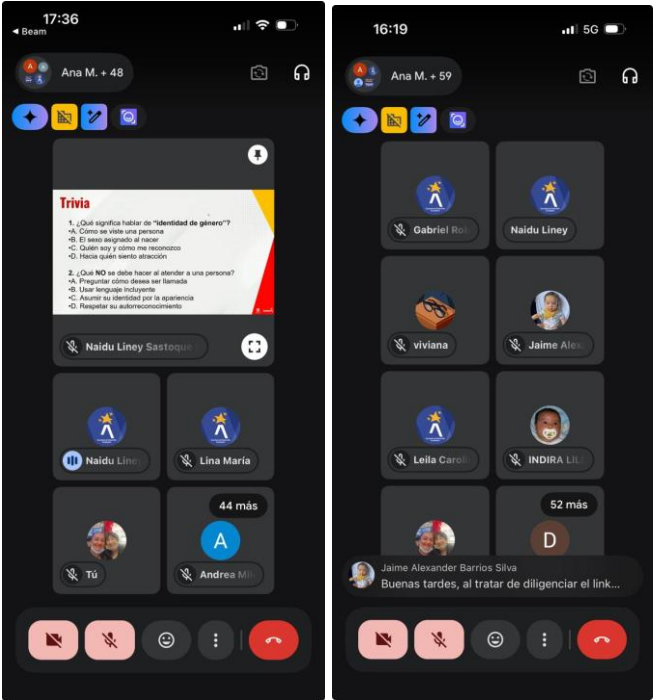 17:36
Beam
Ana M. + 48
Trivia
1. ¿Qué significa hablar de "identidad de género"?
•A. Cómo se viste una persona
•B. El sexo asignado al nacer
•C. Quién soy y cómo me reconozco
•D. Hacia quién siento atracción
2. ¿Qué NO se debe hacer al atender a una persona?
•A. Preguntar cómo desea ser llamada
•B. Usar lenguaje incluyente
•C. Asumir su identidad por la apariencia
•D. Respetar su autorreconocimiento
Naidu Liney Sastoque
Naidu Line
Lina María
44 más
Tú
A
Andrea Mil
16:19
5G
Ana M. + 59
Gabriel Ro
Naidu Liney
viviana
Jaime Alex
Leila Caroli
INDIRA LIL
52 más
D
Jaime Alexander Barrios Silva
Buenas tardes, al tratar de diligenciar el link...